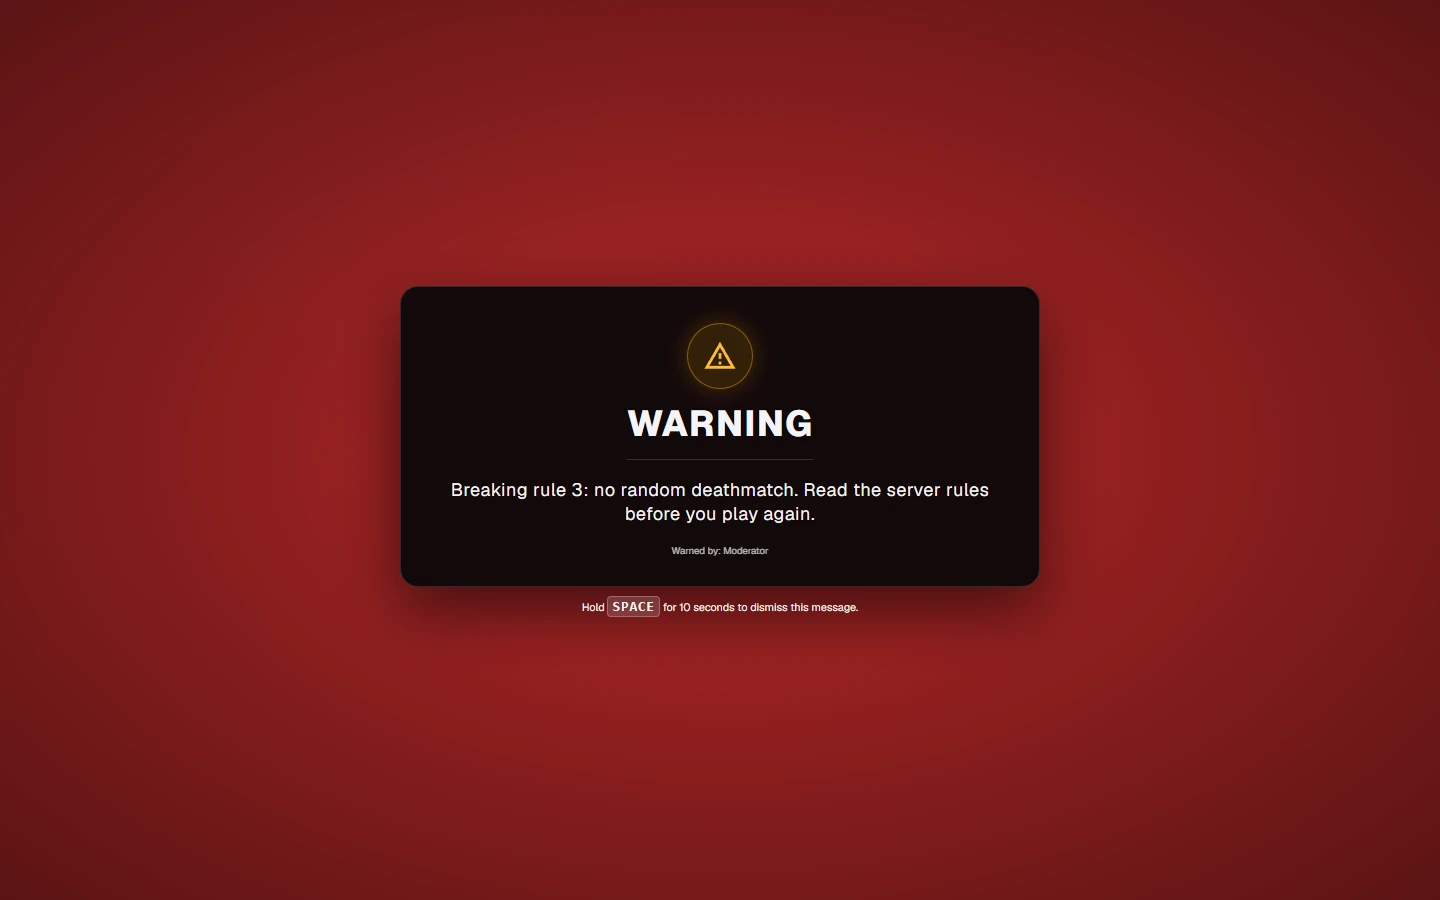 WARNING
Breaking rule 3: no random deathmatch. Read the server rules
before you play again.
Warned by: Moderator
Hold SPACE for 10 seconds to dismiss this message.